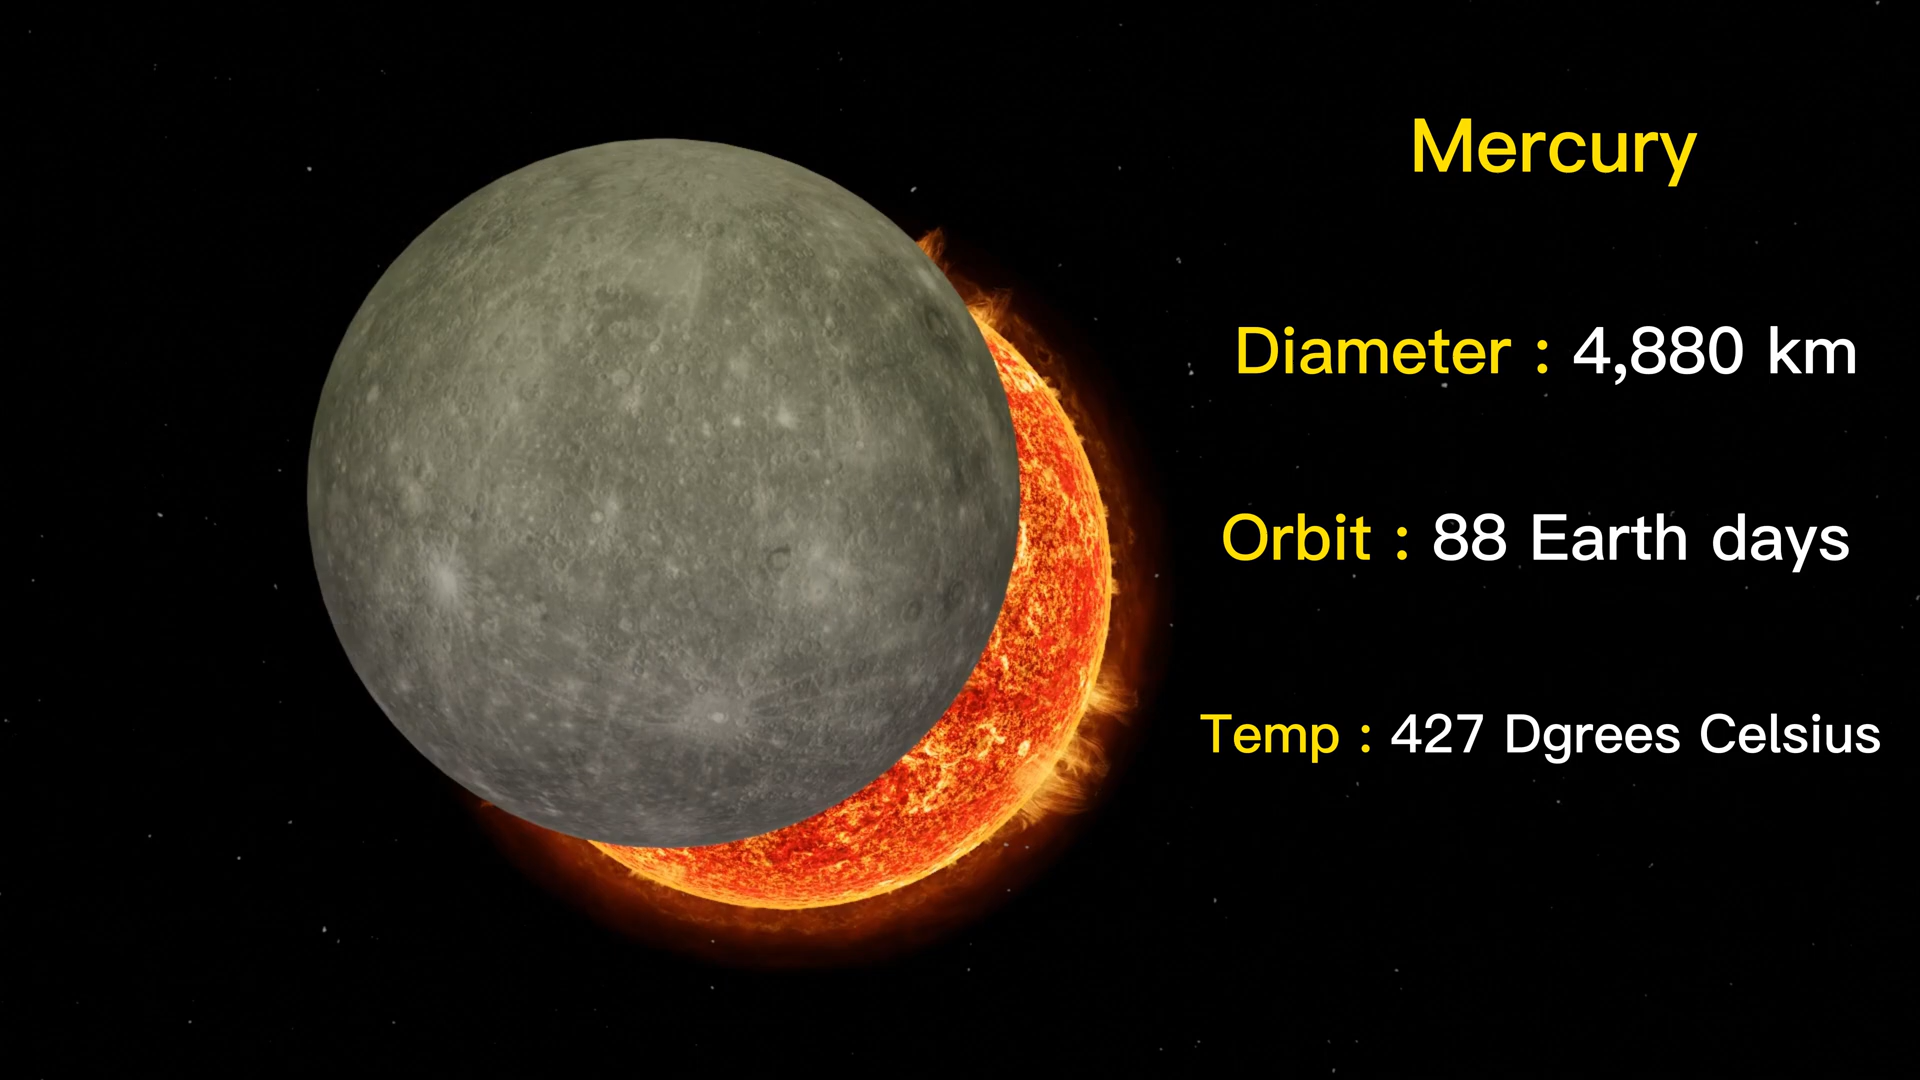 Mercury
Diameter : 4,880 km
Orbit : 88 Earth days
Temp : 427 Dgrees Celsius